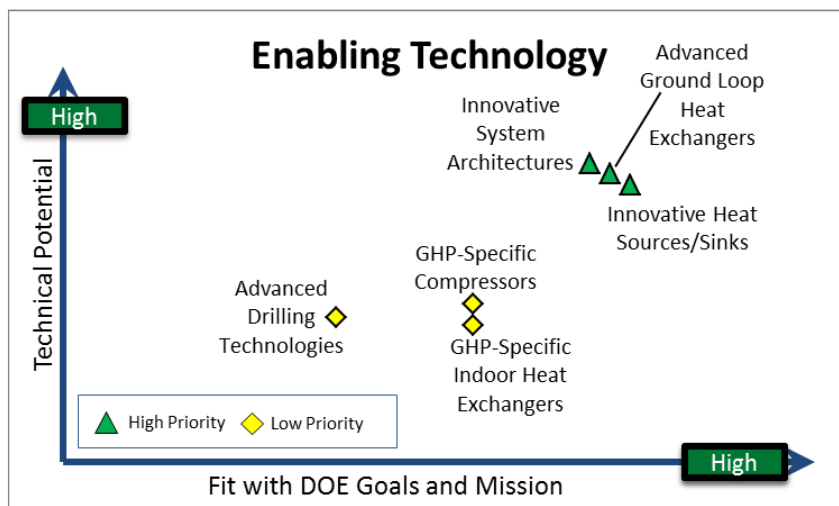 Enabling Technology
High
Technical Potential
Innovative
System
Architectures
Advanced
Ground Loop
Heat
Exchangers
Innovative Heat
Sources/Sinks
GHP-Specific
Compressors
Advanced
Drilling
Technologies
GHP-Specific
Indoor Heat
Exchangers
High Priority
Low Priority
High
Fit with DOE Goals and Mission